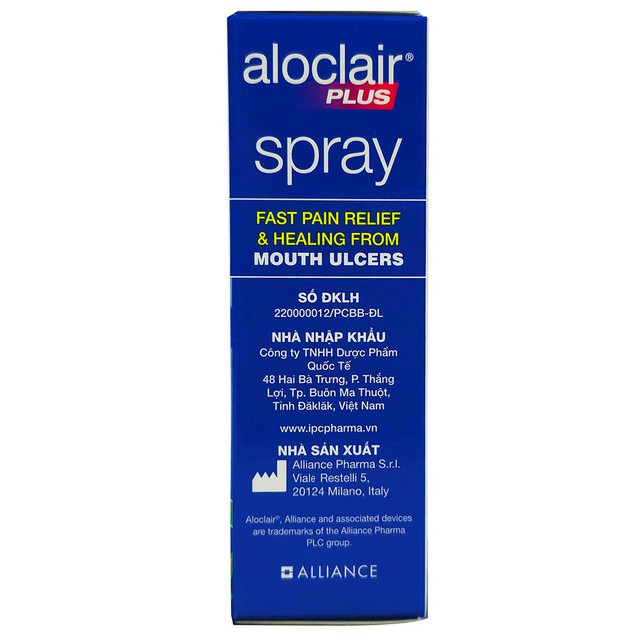 aloclair®
PLUS
spray
FAST PAIN RELIEF
& HEALING FROM
MOUTH ULCERS
SỐ ĐKLH
220000012/PCBB-ĐL
NHÀ NHẬP KHẨU
Công ty TNHH Dược Phẩm
Quốc Tế
48 Hai Bà Trưng, P. Thắng
Lợi, Tp. Buôn Ma Thuột,
Tỉnh Đăklăk, Việt Nam
www.ipcpharma.vn
NHÀ SẢN XUẤT
Alliance Pharma S.r.l.
Viale Restelli 5,
20124 Milano, Italy
Aloclair®, Alliance and associated devices
are trademarks of the Alliance Pharma
PLC group.
ALLIANCE